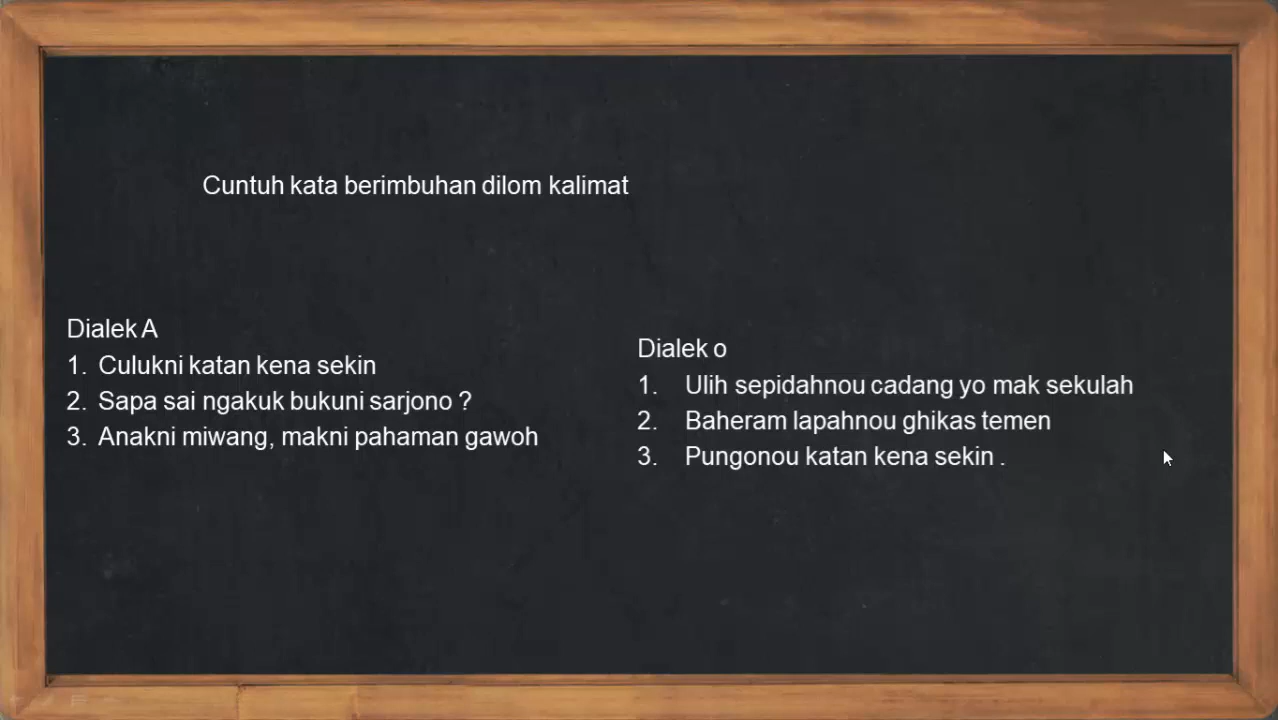 Cuntuh kata berimbuhan dilom kalimat
Dialek A
1. Culukni katan kena sekin
2. Sapa sai ngakuk bukuni sarjono ?
3. Anakni miwang, makni pahaman gawoh
Dialek o
1. Ulih sepidahnou cadang yo mak sekulah
2. Baheram lapahnou ghikas temen
3. Pungonou katan kena sekin .